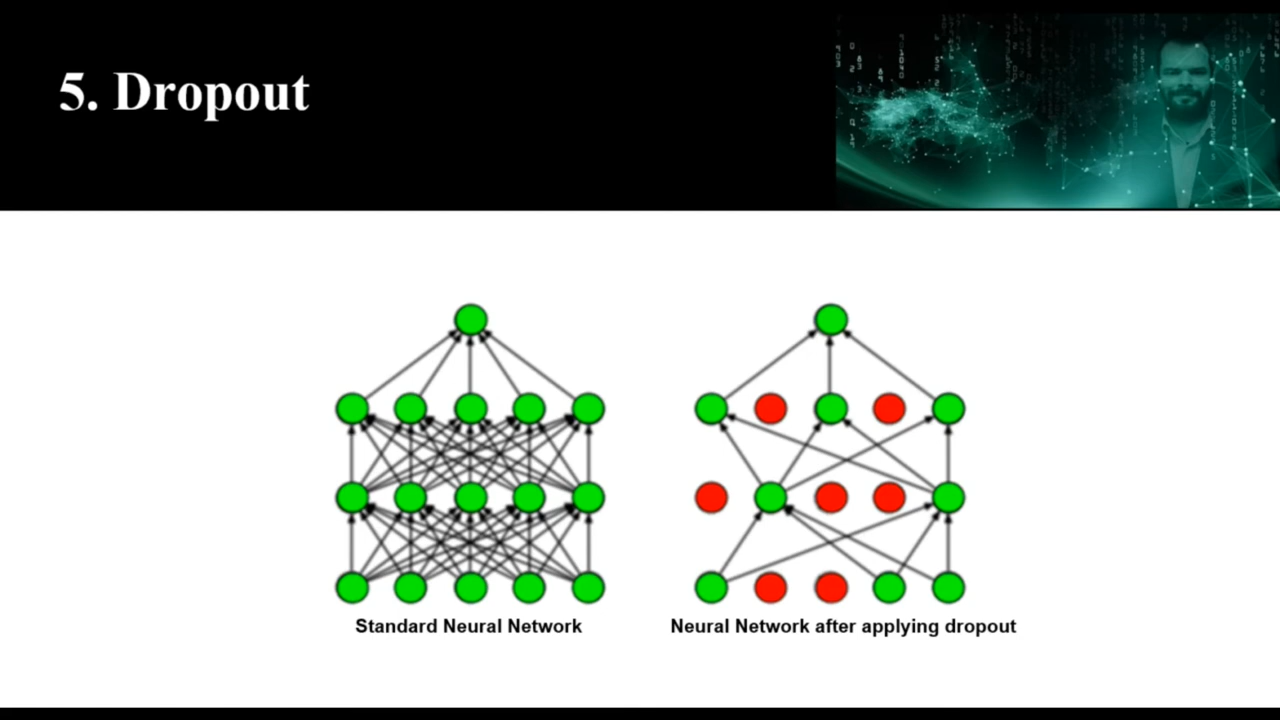 5. Dropout
Standard Neural Network
Neural Network after applying dropout